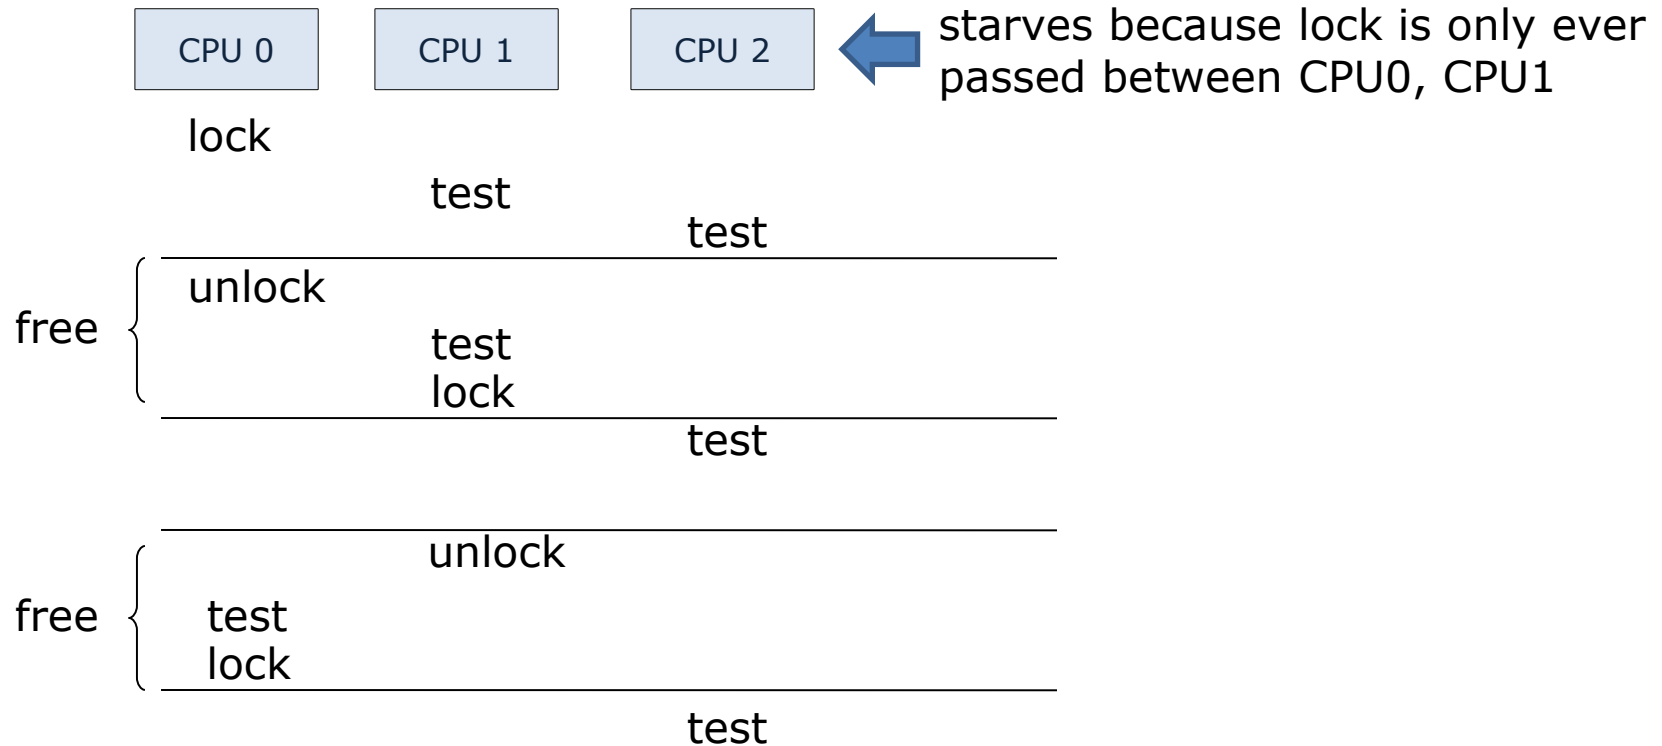 CPU 0
CPU 1
CPU 2
starves because lock is only ever
passed between CPU0, CPU1
lock
test
test
unlock
free
test
lock
test
unlock
free
test
lock
test